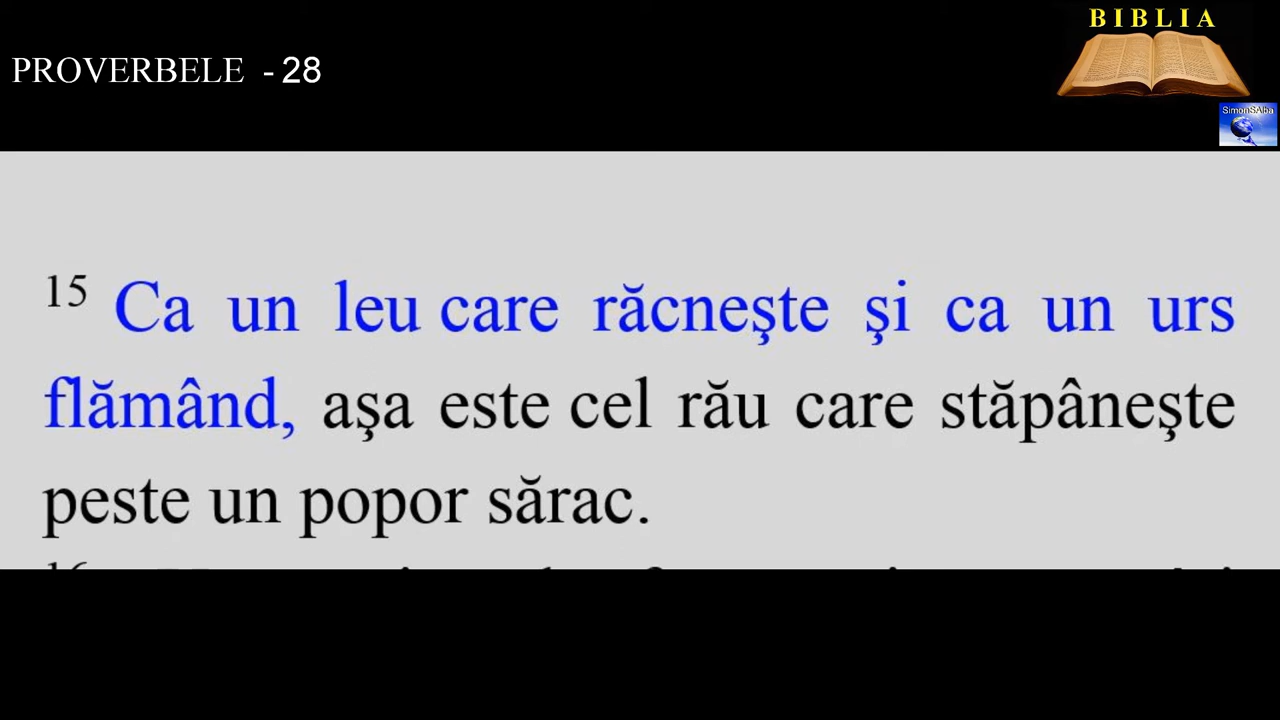 BIBLIA
PROVERBELE - 28
SimonSAlba
15 Ca un leu care răcneşte şi ca un urs
flămând, aşa este cel rău care stăpâneşte
peste un popor sărac.